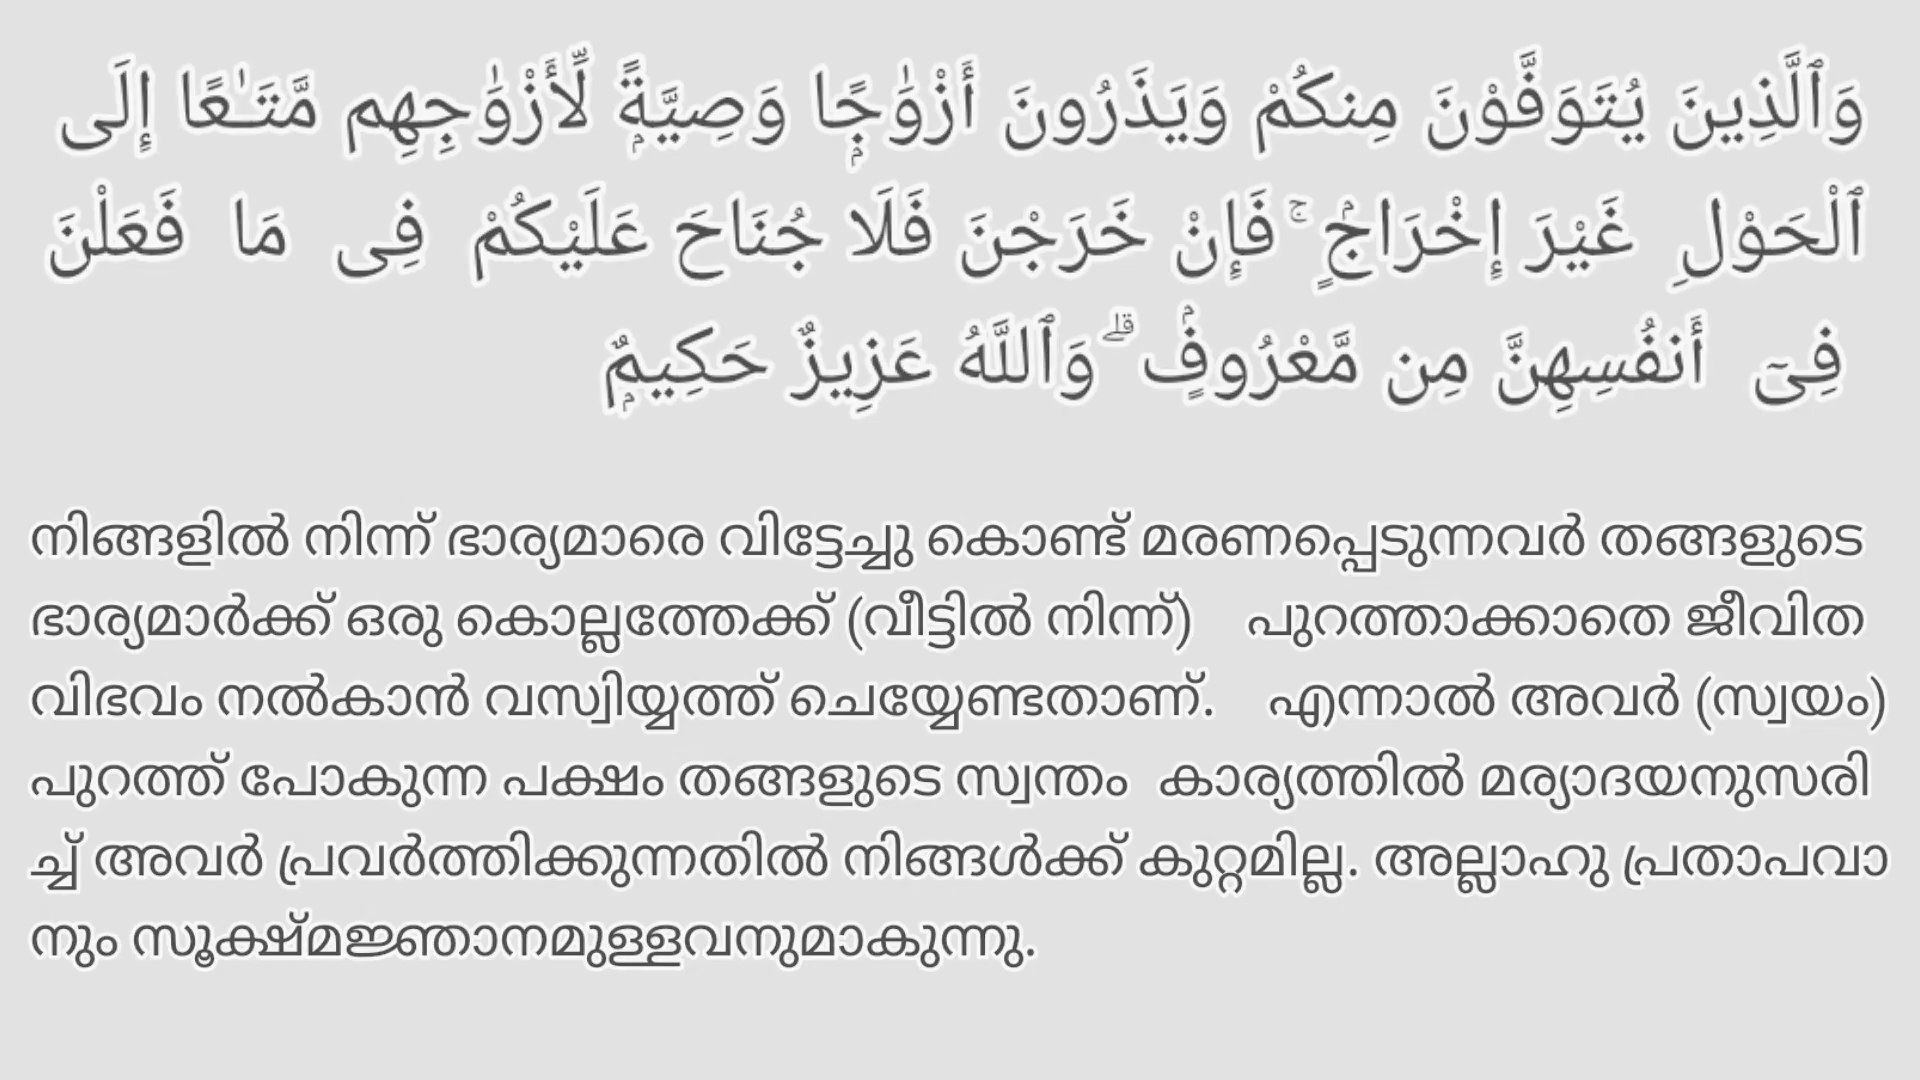 وَٱلَّذِينَ يُتَوَفَّوْنَ مِنكُمْ وَيَذَرُونَ أَزْوَٰجًۭا وَصِيَّةًۭ لِّأَزْوَٰجِهِم مَّتَـٰعًا إِلَى
ٱلْحَوْلِ غَيْرَ إِخْرَاجٍۢ ۚ فَإِنْ خَرَجْنَ فَلَا جُنَاحَ عَلَيْكُمْ فِى مَا فَعَلْنَ
فِىٓ أَنفُسِهِنَّ مِن مَّعْرُوفٍۢ ۗ وَٱللَّهُ عَزِيزٌ حَكِيمٌۭ
നിങ്ങളിൽ നിന്ന് ഭാര്യമാരെ വിട്ടേച്ചു കൊണ്ട് മരണപ്പെടുന്നവർ തങ്ങളുടെ
ഭാര്യമാർക്ക് ഒരു കൊല്ലത്തേക്ക് (വീട്ടിൽ നിന്ന്) പുറത്താക്കാതെ ജീവിത
വിഭവം നൽകാൻ വസ്വിയ്യത്ത് ചെയ്യേണ്ടതാണ്. എന്നാൽ അവർ (സ്വയം)
പുറത്ത് പോകുന്ന പക്ഷം തങ്ങളുടെ സ്വന്തം കാര്യത്തിൽ മര്യാദയനുസരി
ച്ച് അവർ പ്രവർത്തിക്കുന്നതിൽ നിങ്ങൾക്ക് കുറ്റമില്ല. അല്ലാഹു പ്രതാപവാ
നും സൂക്ഷ്മജ്ഞാനമുള്ളവനുമാകുന്നു.